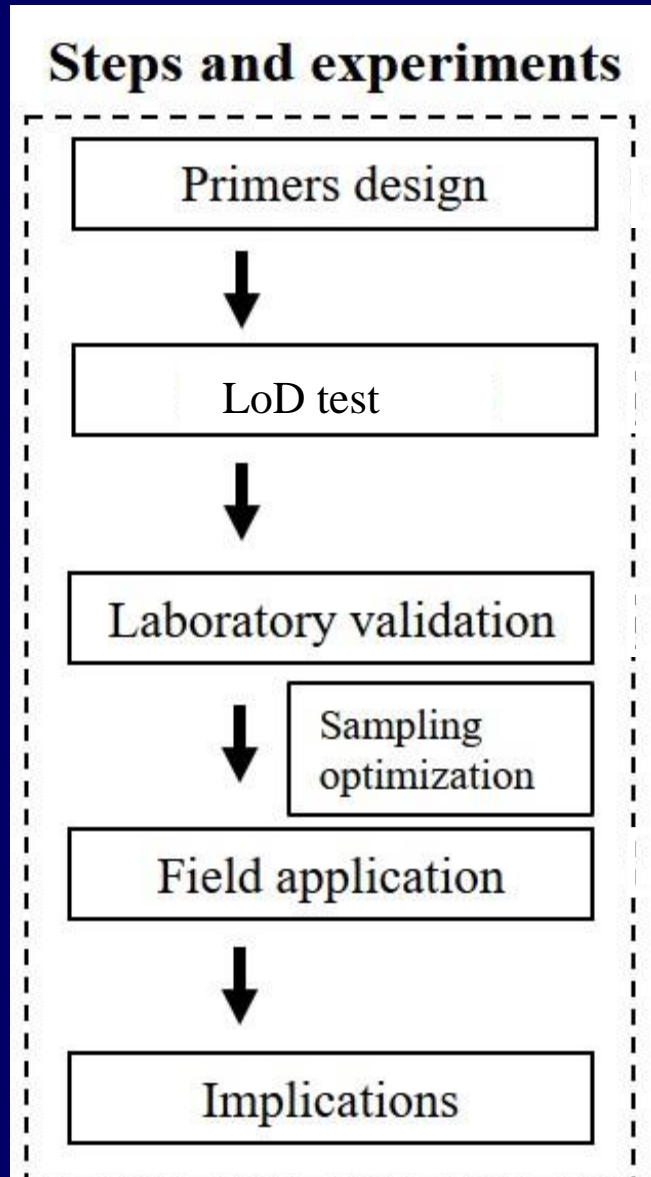 Steps and experiments
Primers design
LoD test
Laboratory validation
Sampling
optimization
Field application
Implications